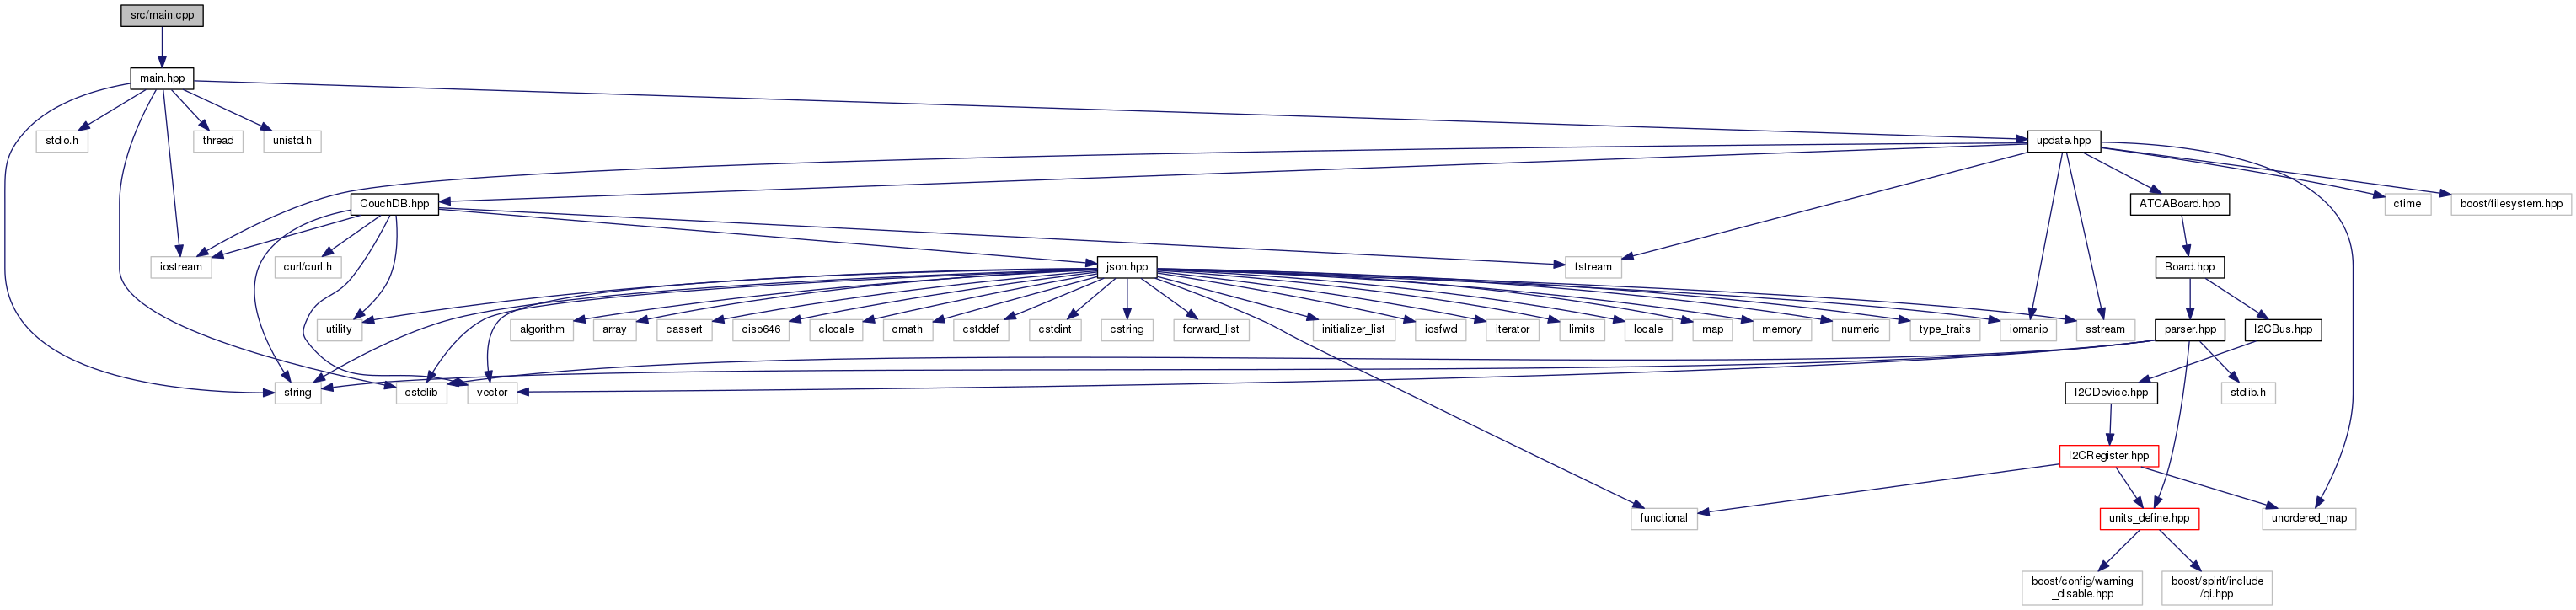 src/main.cpp
main.hpp
stdio.h
thread
unistd.h
update.hpp
CouchDB.hpp
ATCABoard.hpp
ctime
boost/filesystem.hpp
iostream
curl/curl.h
json.hpp
fstream
Board.hpp
utility
algorithm
array
cassert
ciso646
clocale
cmath
cstddef
cstdint
cstring
forward_list
initializer_list
iosfwd
iterator
limits
locale
map
memory
numeric
type_traits
iomanip
sstream
parser.hpp
I2CBus.hpp
string
cstdlib
vector
I2CDevice.hpp
stdlib.h
I2CRegister.hpp
functional
units_define.hpp
unordered_map
boost/config/warning
_disable.hpp
boost/spirit/include
/qi.hpp